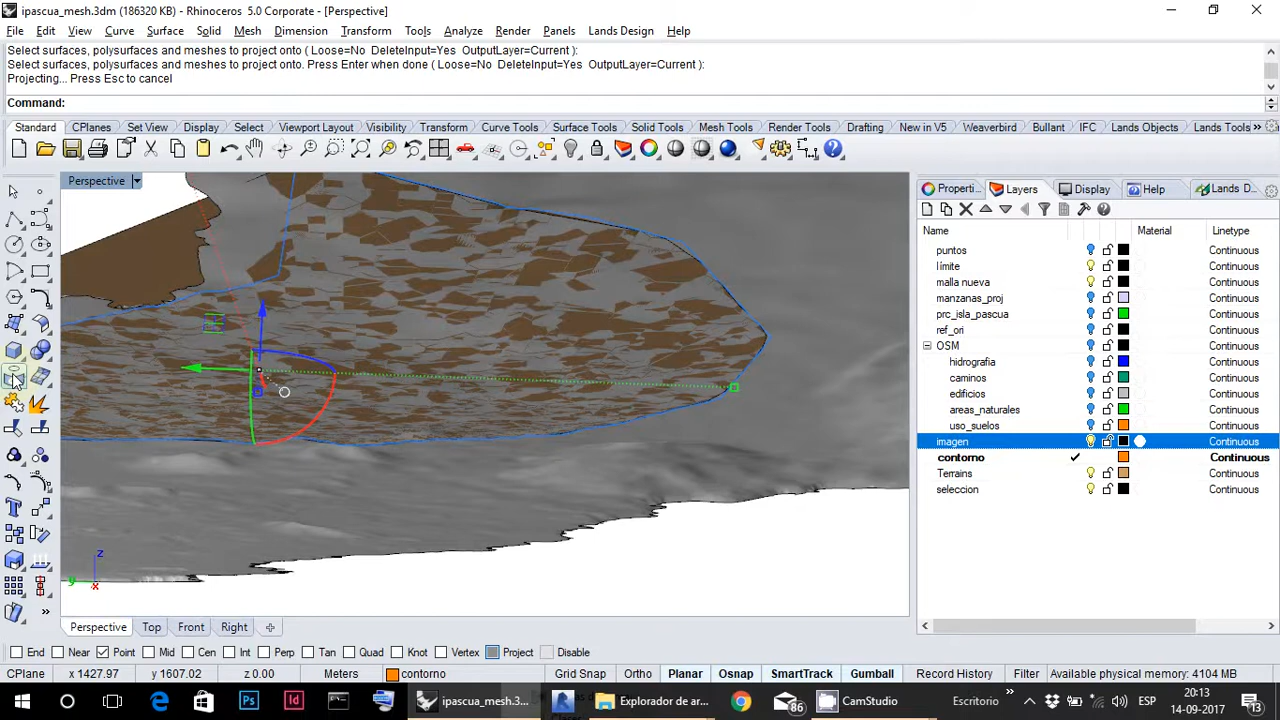 ipascua_mesh.3dm (186320 KB) - Rhinoceros 5.0 Corporate - [Perspective]
File Edit View Curve Surface Solid Mesh Dimension Transform Tools Analyze Render Panels Lands Design Help
Select surfaces, polysurfaces and meshes to project onto ( Loose=No DeleteInput=Yes OutputLayer=Current ):
Select surfaces, polysurfaces and meshes to project onto. Press Enter when done ( Loose=No DeleteInput=Yes OutputLayer=Current ):
Projecting... Press Esc to cancel
Command:
Standard CPlanes Set View Display Select Viewport Layout Visibility Transform Curve Tools Surface Tools Solid Tools Mesh Tools Render Tools Drafting New in V5 Weaverbird Bullant IFC Lands Objects Lands Tools
Perspective
Properti... Layers Display Help Lands D...
Name Material Linetype
puntos Continuous
límite Continuous
malla nueva Continuous
manzanas_proj Continuous
prc_isla_pascua Continuous
ref_ori Continuous
OSM Continuous
hidrografia Continuous
caminos Continuous
edificios Continuous
areas_naturales Continuous
uso_suelos Continuous
imagen Continuous
contorno Continuous
Terrains Continuous
seleccion Continuous
z
y
x
Perspective Top Front Right
End Near Point Mid Cen Int Perp Tan Quad Knot Vertex Project Disable
CPlane x 1427.97 y 1607.02 z 0.00 Meters contorno Grid Snap Ortho Planar Osnap SmartTrack Gumball Record History Filter Available physical memory: 4104 MB
ipascua_mesh.3... Explorador de ar... 86 CamStudio Escritorio ESP 20:13 14-09-2017 13